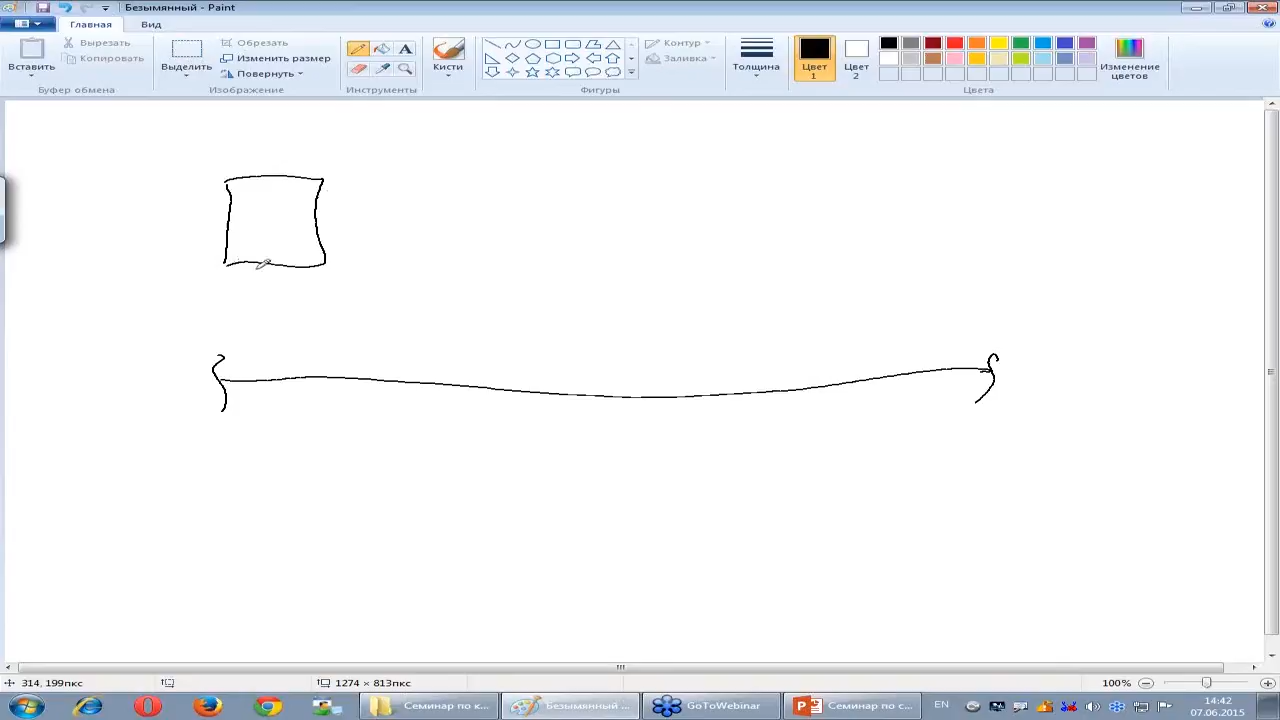 Безымянный - Paint
Главная
Вид
Вставить
Вырезать
Копировать
Буфер обмена
Выделить
Обрезать
Изменить размер
Повернуть
Изображение
Инструменты
Кисти
Фигуры
Контур
Заливка
Толщина
Цвет 1
Цвет 2
Изменение цветов
Цвета
314, 199пкс
1274 × 813пкс
100%
Семинар по к...
Безымянный ...
GoToWebinar
Семинар по с...
EN
14:42
07.06.2015